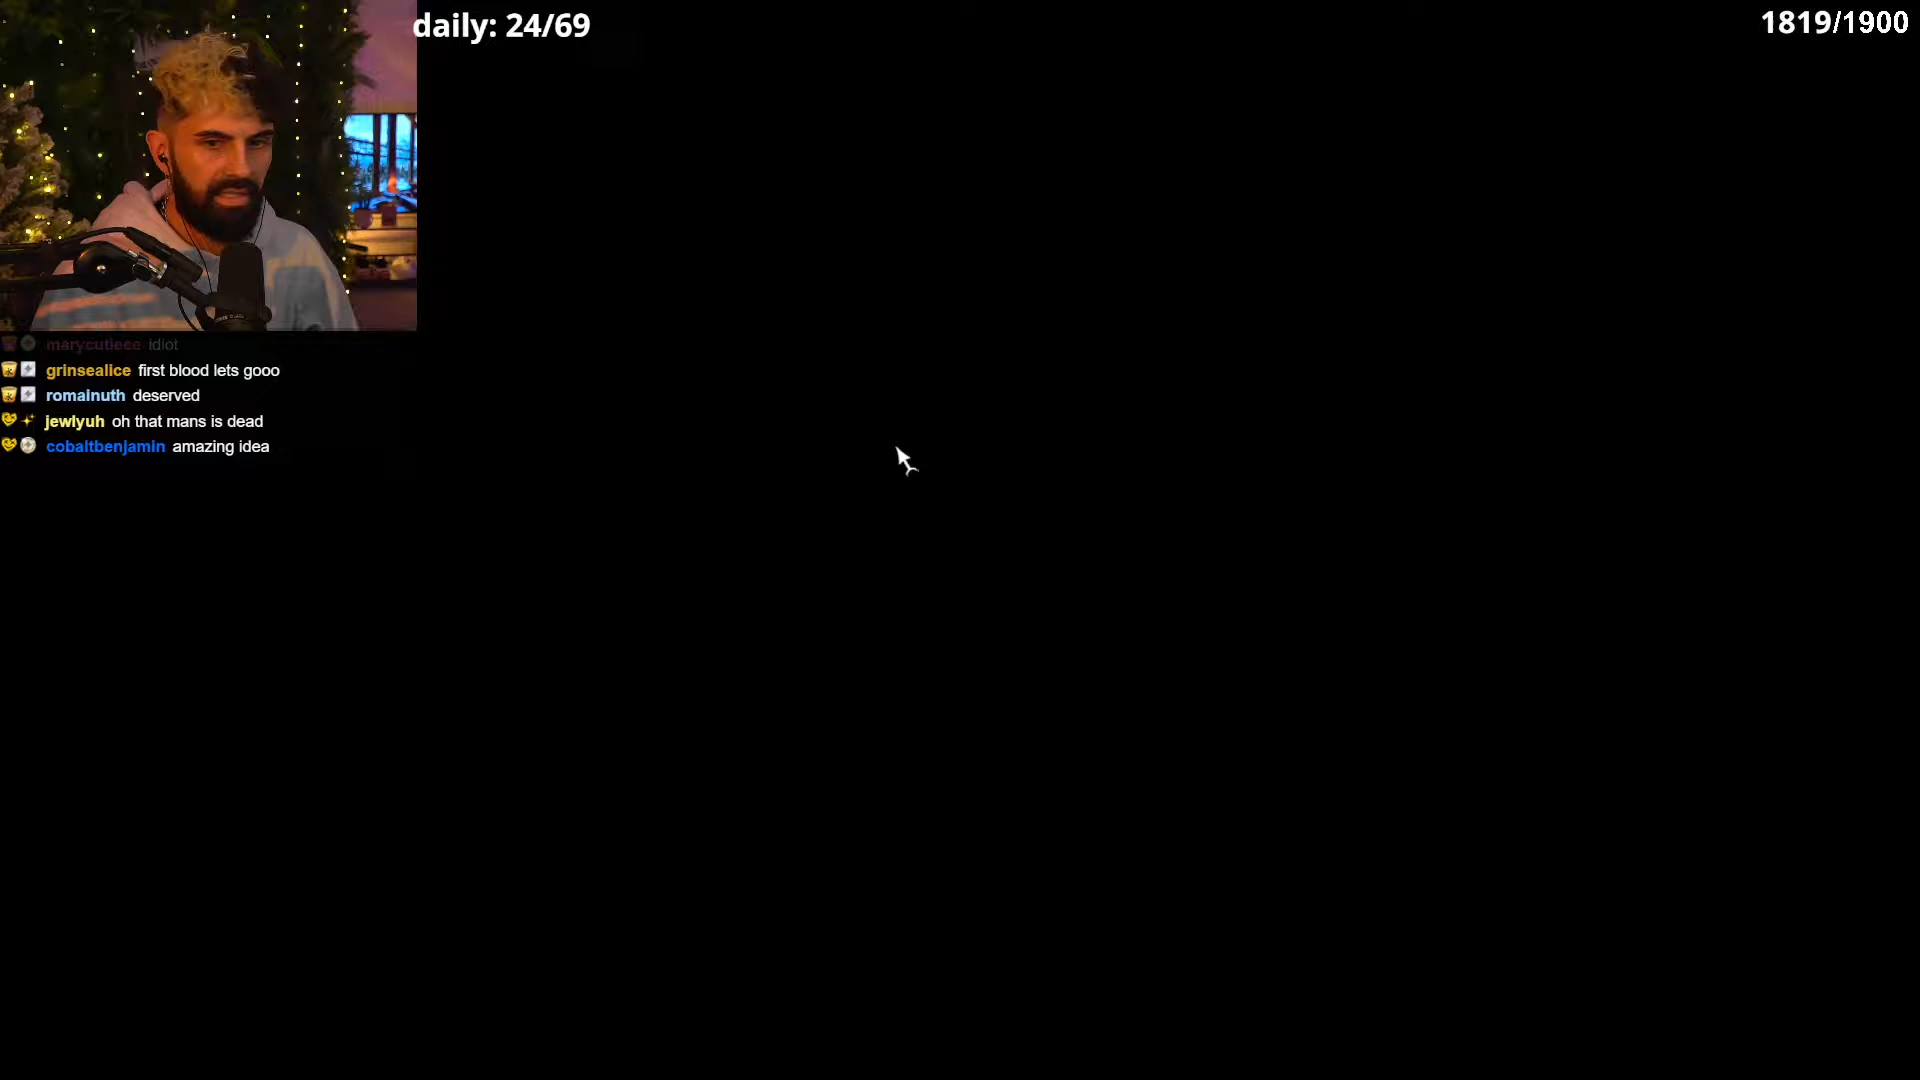 daily: 24/69
1819/1900
marycutieee idiot
grinsealice first blood lets gooo
romainuth deserved
jewlyuh oh that mans is dead
cobaltbenjamin amazing idea